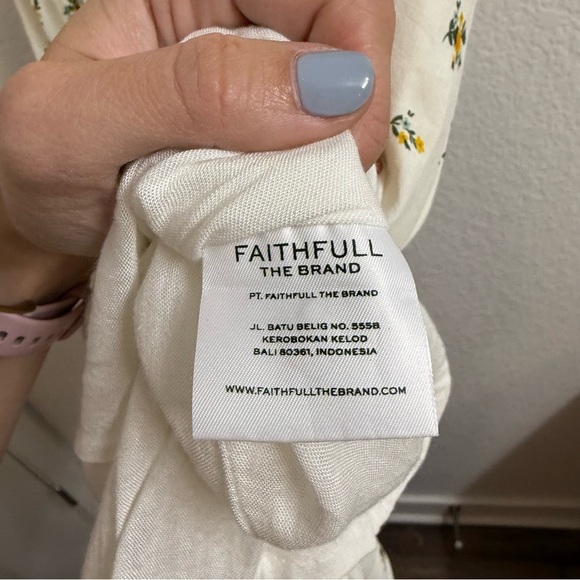 FAITHFULL
THE BRAND
PT. FAITHFULL THE BRAND
JL. BATU BELIG NO. 555B
KEROBOKAN KELOD
BALI 80361, INDONESIA
WWW.FAITHFULLTHEBRAND.COM